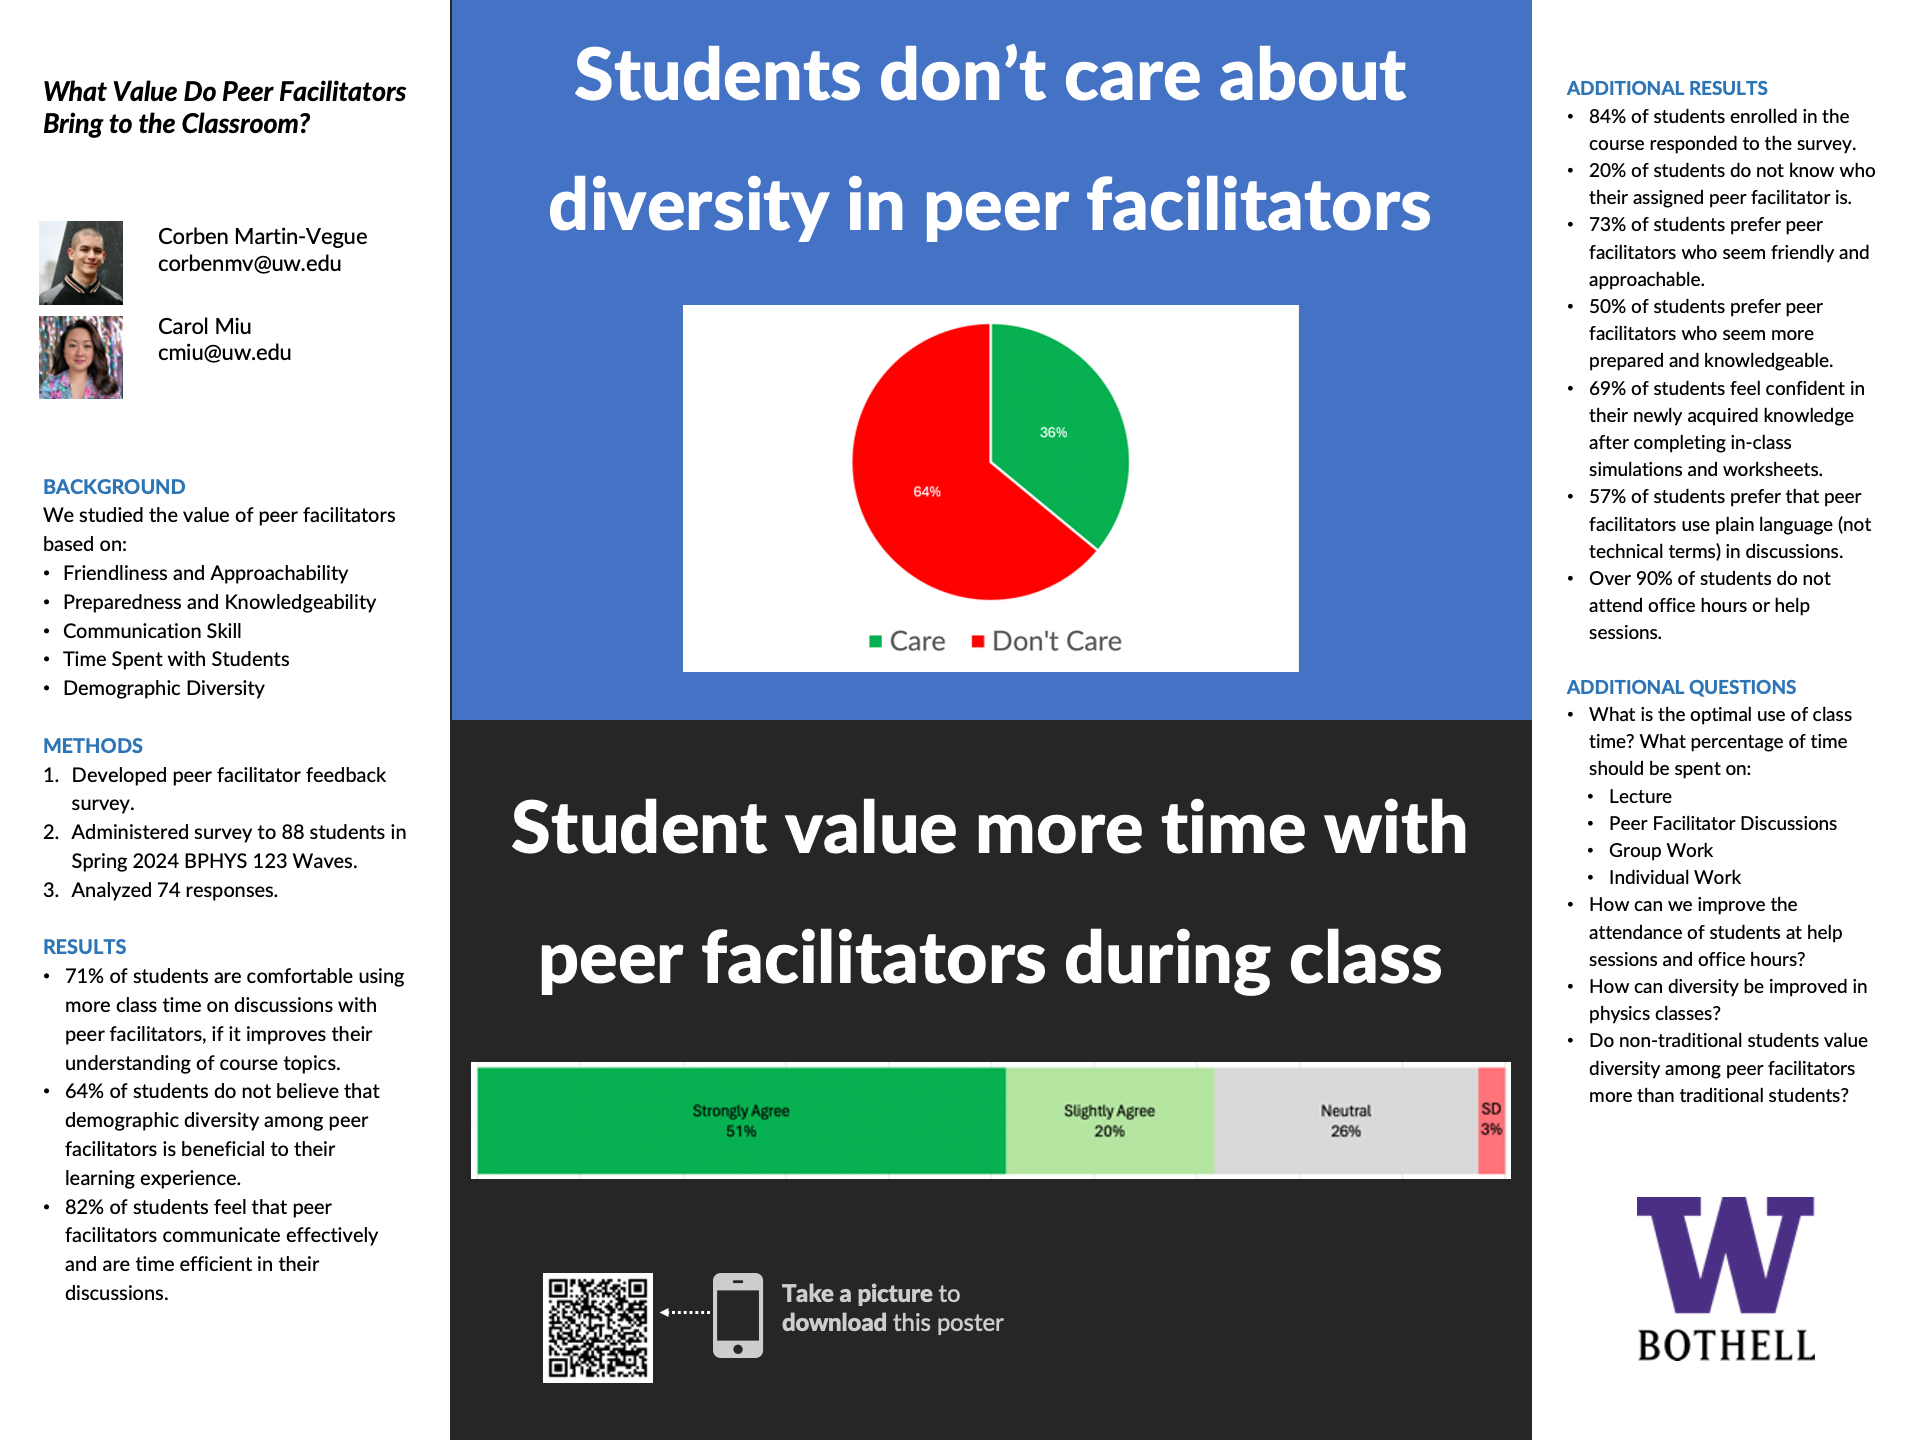 What Value Do Peer Facilitators
Bring to the Classroom?
Corben Martin-Vegue
corbenmv@uw.edu
Carol Miu
cmiu@uw.edu
BACKGROUND
We studied the value of peer facilitators
based on:
• Friendliness and Approachability
• Preparedness and Knowledgeability
• Communication Skill
• Time Spent with Students
• Demographic Diversity
METHODS
1. Developed peer facilitator feedback
survey.
2. Administered survey to 88 students in
Spring 2024 BPHYS 123 Waves.
3. Analyzed 74 responses.
RESULTS
• 71% of students are comfortable using
more class time on discussions with
peer facilitators, if it improves their
understanding of course topics.
• 64% of students do not believe that
demographic diversity among peer
facilitators is beneficial to their
learning experience.
• 82% of students feel that peer
facilitators communicate effectively
and are time efficient in their
discussions.
Students don’t care about
diversity in peer facilitators
36%
64%
Care Don't Care
Student value more time with
peer facilitators during class
Strongly Agree
51%
Slightly Agree
20%
Neutral
26%
SD
3%
Take a picture to
download this poster
ADDITIONAL RESULTS
• 84% of students enrolled in the
course responded to the survey.
• 20% of students do not know who
their assigned peer facilitator is.
• 73% of students prefer peer
facilitators who seem friendly and
approachable.
• 50% of students prefer peer
facilitators who seem more
prepared and knowledgeable.
• 69% of students feel confident in
their newly acquired knowledge
after completing in-class
simulations and worksheets.
• 57% of students prefer that peer
facilitators use plain language (not
technical terms) in discussions.
• Over 90% of students do not
attend office hours or help
sessions.
ADDITIONAL QUESTIONS
• What is the optimal use of class
time? What percentage of time
should be spent on:
• Lecture
• Peer Facilitator Discussions
• Group Work
• Individual Work
• How can we improve the
attendance of students at help
sessions and office hours?
• How can diversity be improved in
physics classes?
• Do non-traditional students value
diversity among peer facilitators
more than traditional students?
W
BOTHELL